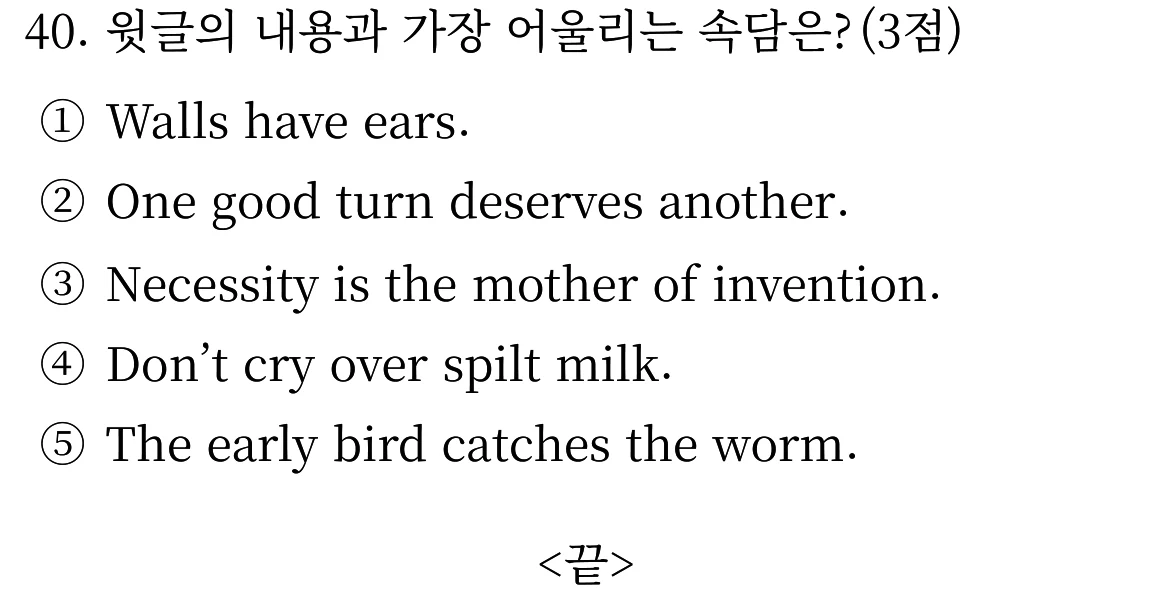 40. 윗글의 내용과 가장 어울리는 속담은?(3점)
① Walls have ears.
② One good turn deserves another.
③ Necessity is the mother of invention.
④ Don’t cry over spilt milk.
⑤ The early bird catches the worm.
<끝>